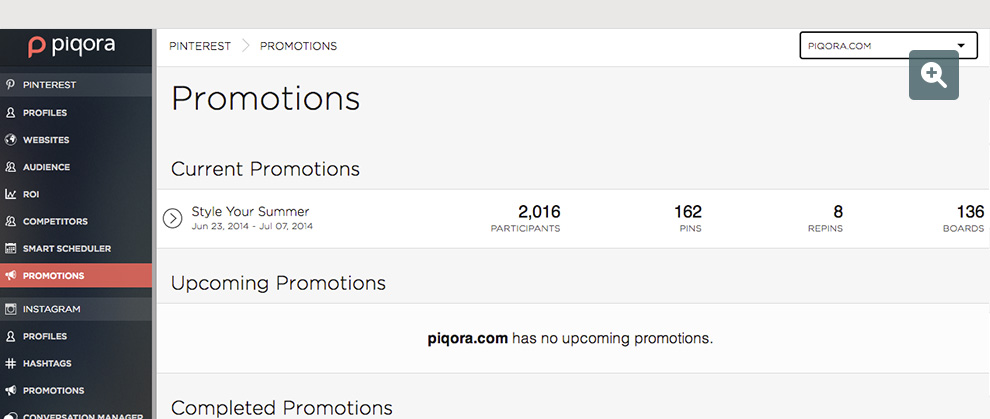 piqora
PINTEREST
PROFILES
WEBSITES
AUDIENCE
ROI
COMPETITORS
SMART SCHEDULER
PROMOTIONS
INSTAGRAM
PROFILES
HASHTAGS
PROMOTIONS
CONVERSATION MANAGER
PINTEREST PROMOTIONS
PIQORA.COM
Promotions
Current Promotions
Style Your Summer
Jun 23, 2014 - Jul 07, 2014
2,016
PARTICIPANTS
162
PINS
8
REPINS
136
BOARDS
Upcoming Promotions
piqora.com has no upcoming promotions.
Completed Promotions